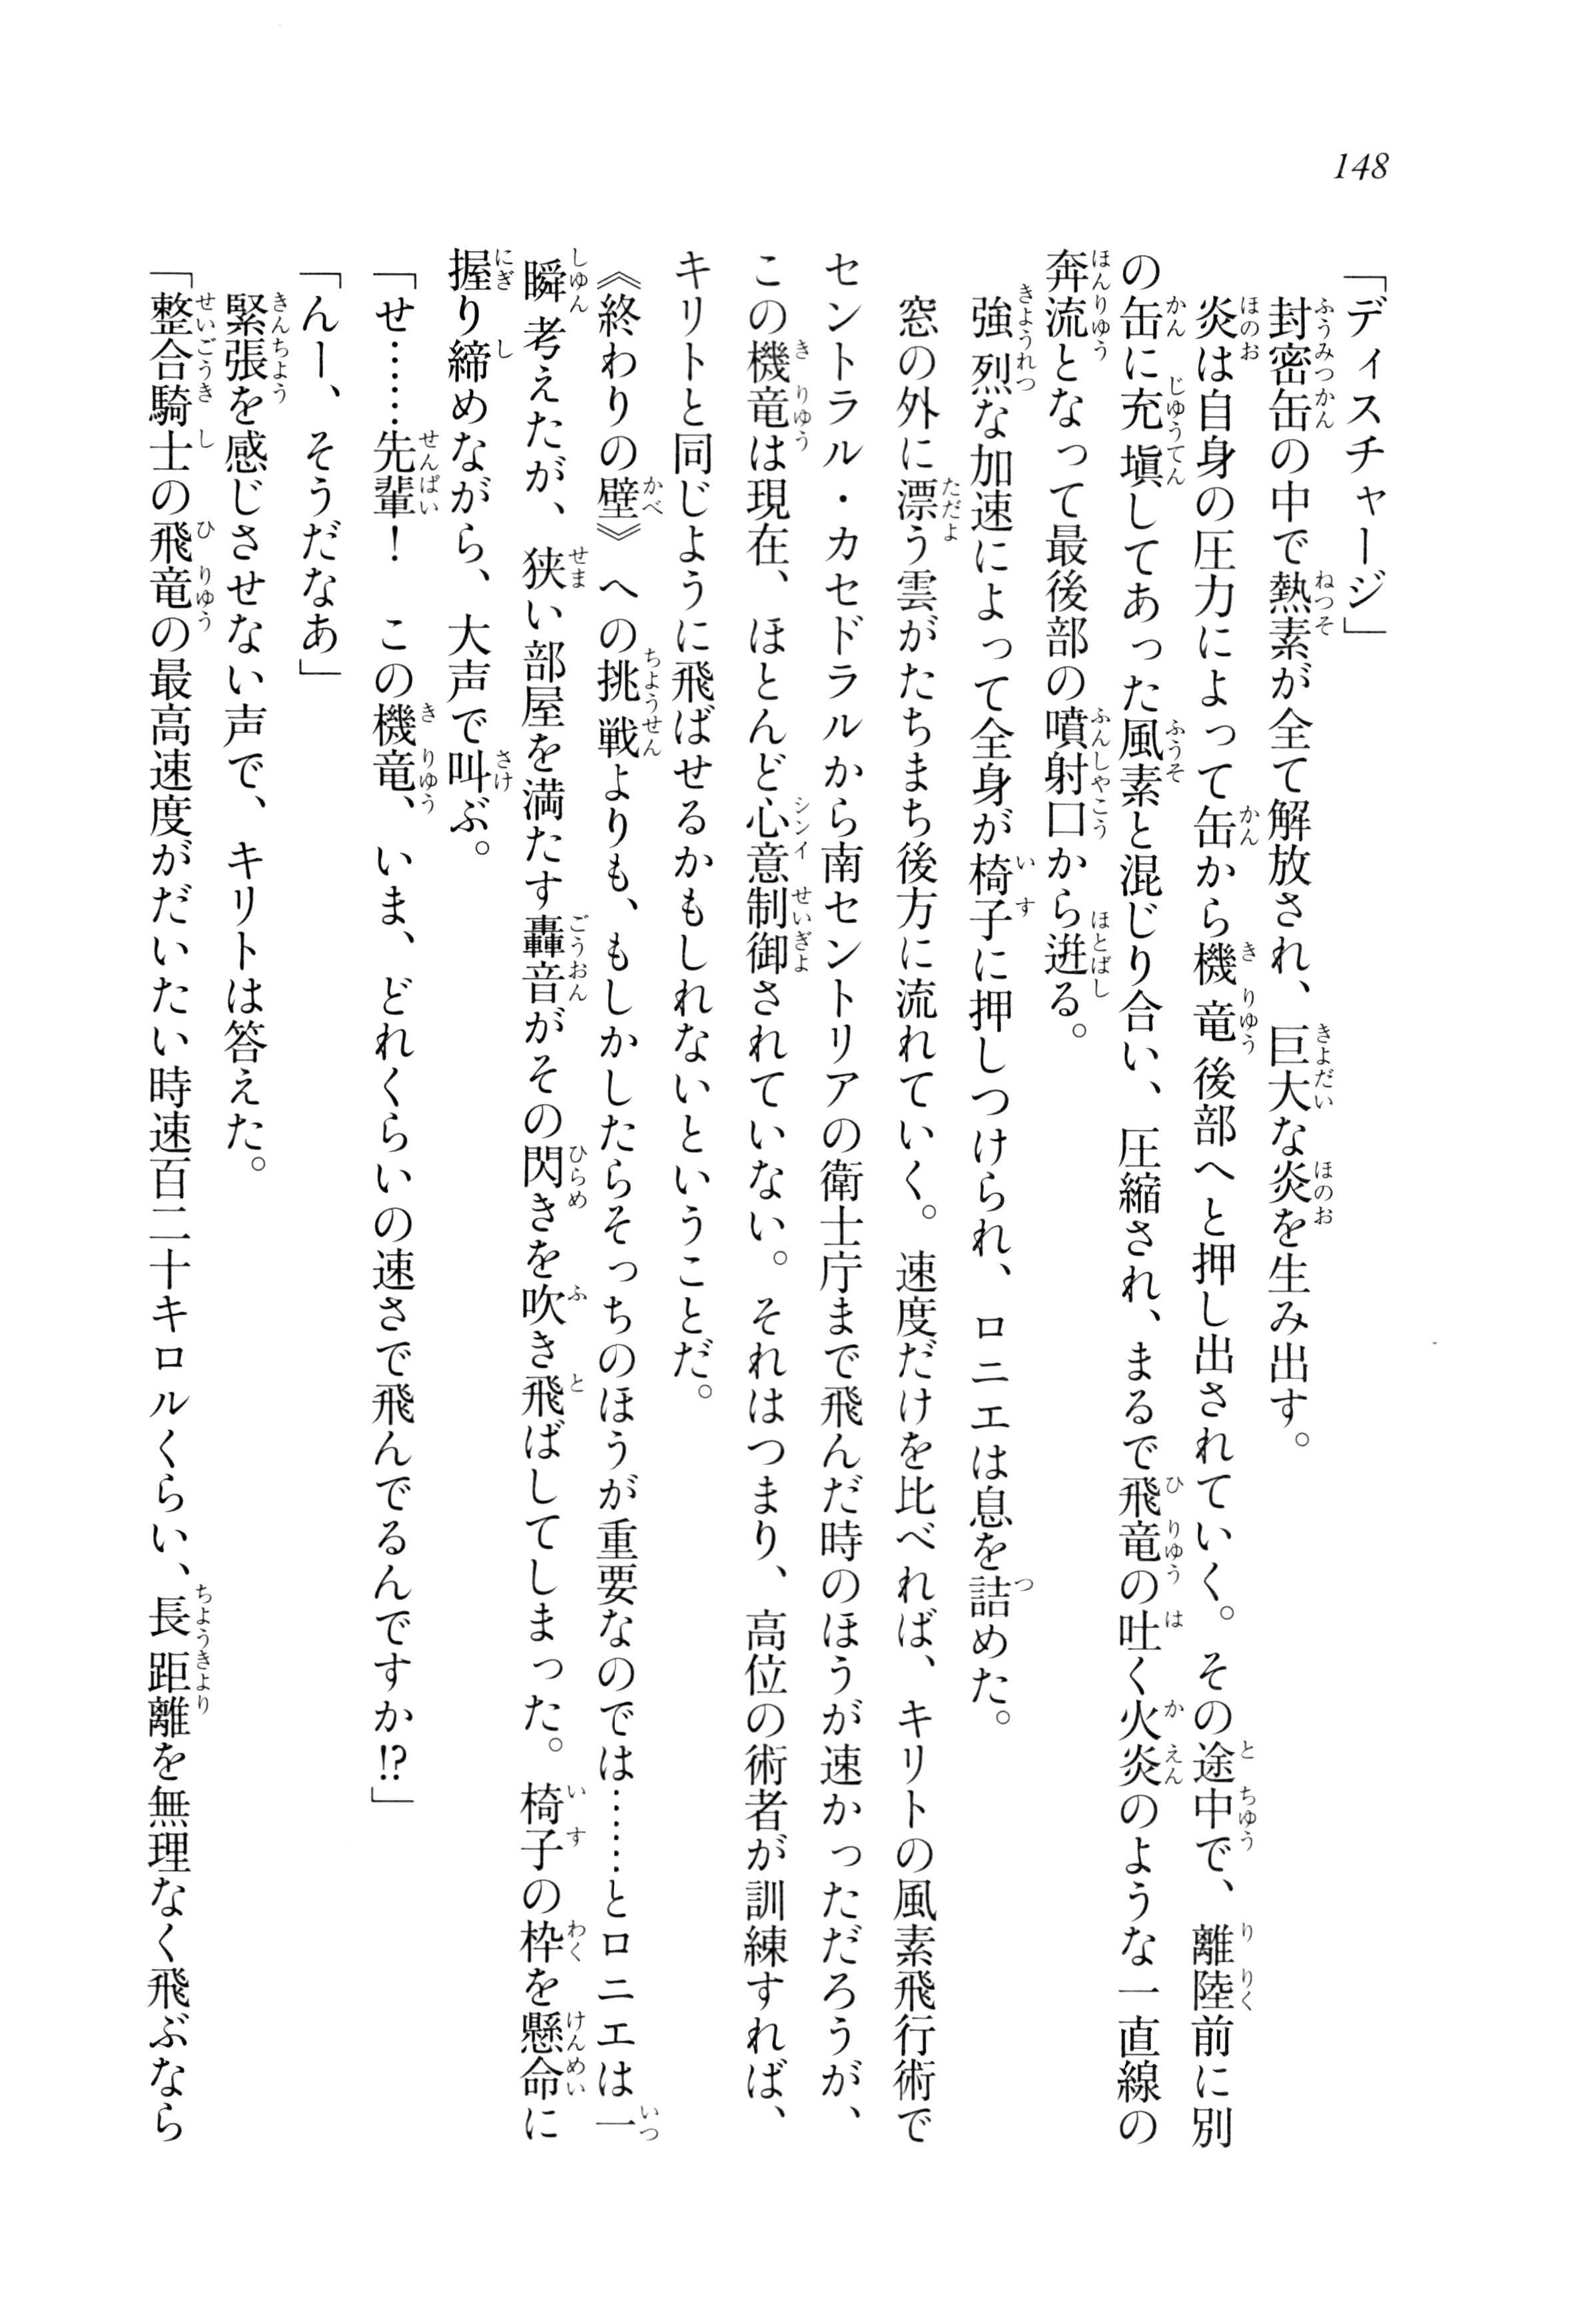 148
「ディスチャージ」
封密缶の中で熱素が全て解放され、巨大な炎を生み出す。
炎は自身の圧力によって缶から機竜後部へと押し出されていく。その途中で、離陸前に別
の缶に充塡してあった風素と混じり合い、圧縮され、まるで飛竜の吐く火炎のような一直線の
奔流となって最後部の噴射口から迸る。
強烈な加速によって全身が椅子に押しつけられ、ロニエは息を詰めた。
窓の外に漂う雲がたちまち後方に流れていく。速度だけを比べれば、キリトの風素飛行術で
セントラル・カセドラルから南セントリアの衛士庁まで飛んだ時のほうが速かっただろうが、
この機竜は現在、ほとんど心意制御されていない。それはつまり、高位の術者が訓練すれば、
キリトと同じように飛ばせるかもしれないということだ。
《終わりの壁》への挑戦よりも、もしかしたらそっちのほうが重要なのでは……とロニエは一
瞬考えたが、狭い部屋を満たす轟音がその閃きを吹き飛ばしてしまった。椅子の枠を懸命に
握り締めながら、大声で叫ぶ。
「せ……先輩！　この機竜、いま、どれくらいの速さで飛んでるんですか!?」
「んー、そうだなあ」
緊張を感じさせない声で、キリトは答えた。
「整合騎士の飛竜の最高速度がだいたい時速百二十キロルくらい、長距離を無理なく飛ぶなら